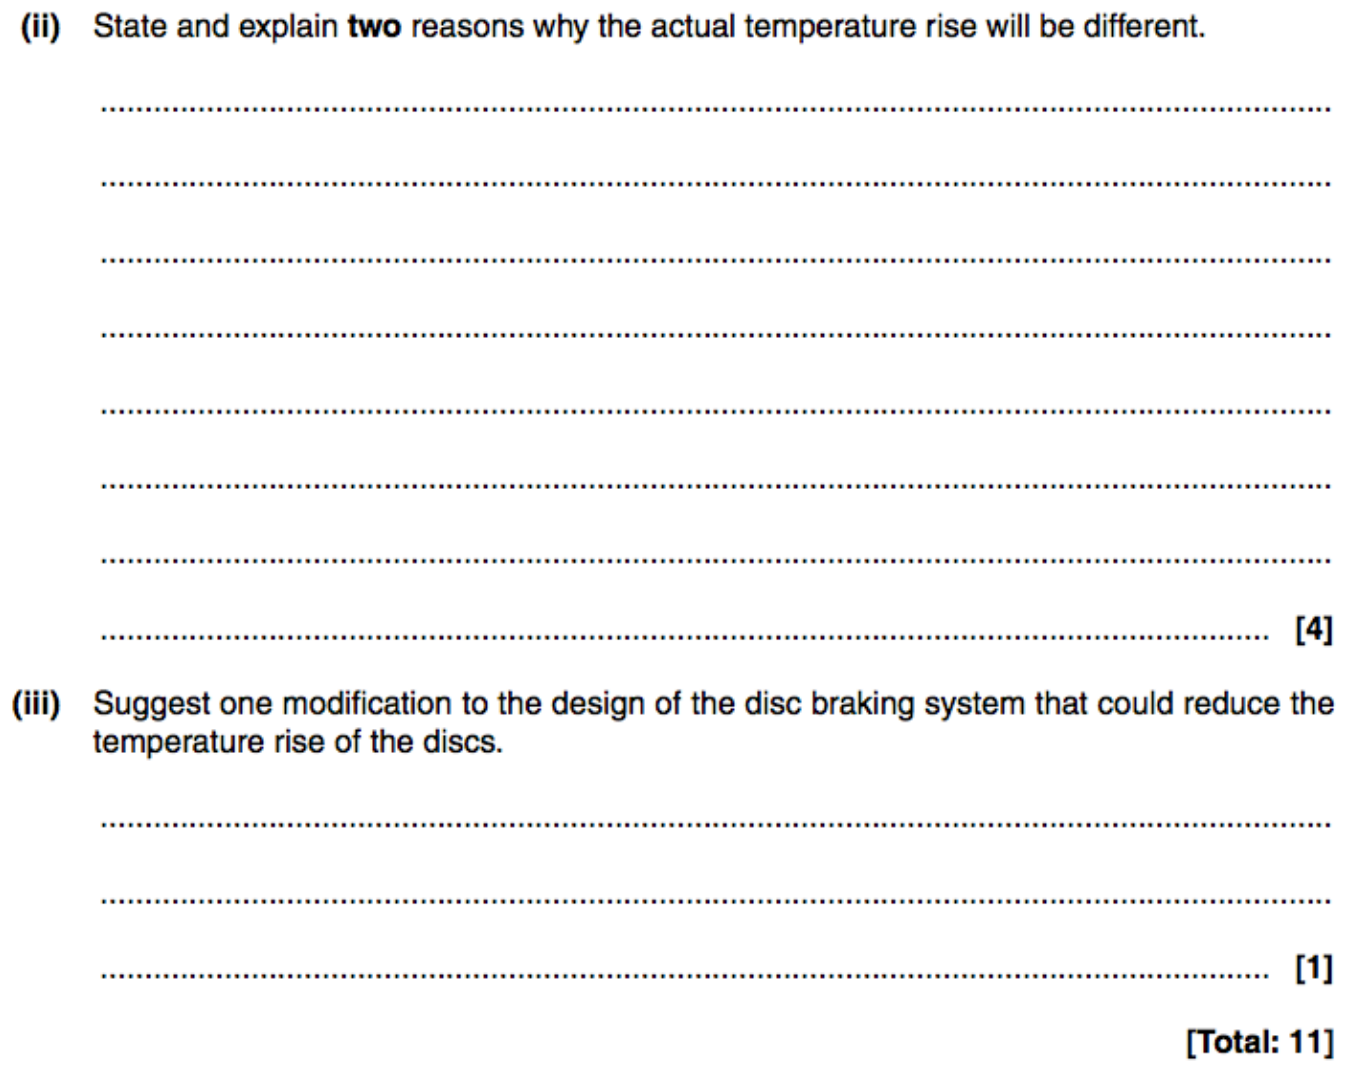 (ii) State and explain two reasons why the actual temperature rise will be different.
[4]
(iii) Suggest one modification to the design of the disc braking system that could reduce the
temperature rise of the discs.
[1]
[Total: 11]